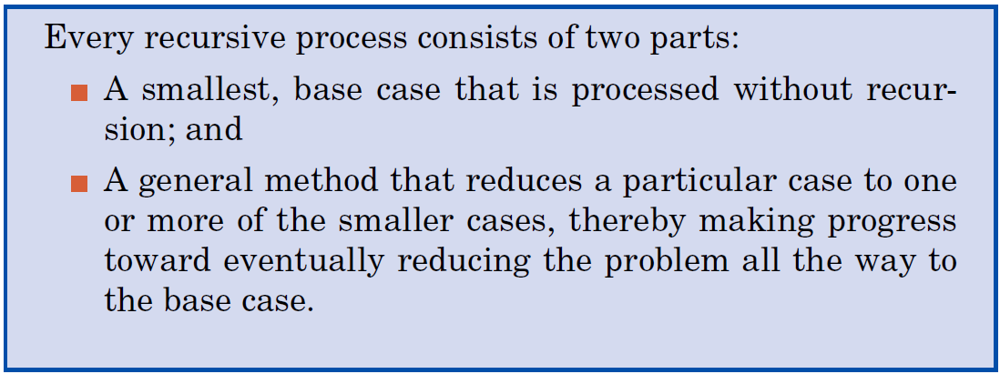 Every recursive process consists of two parts:
A smallest, base case that is processed without recur-
sion; and
A general method that reduces a particular case to one
or more of the smaller cases, thereby making progress
toward eventually reducing the problem all the way to
the base case.